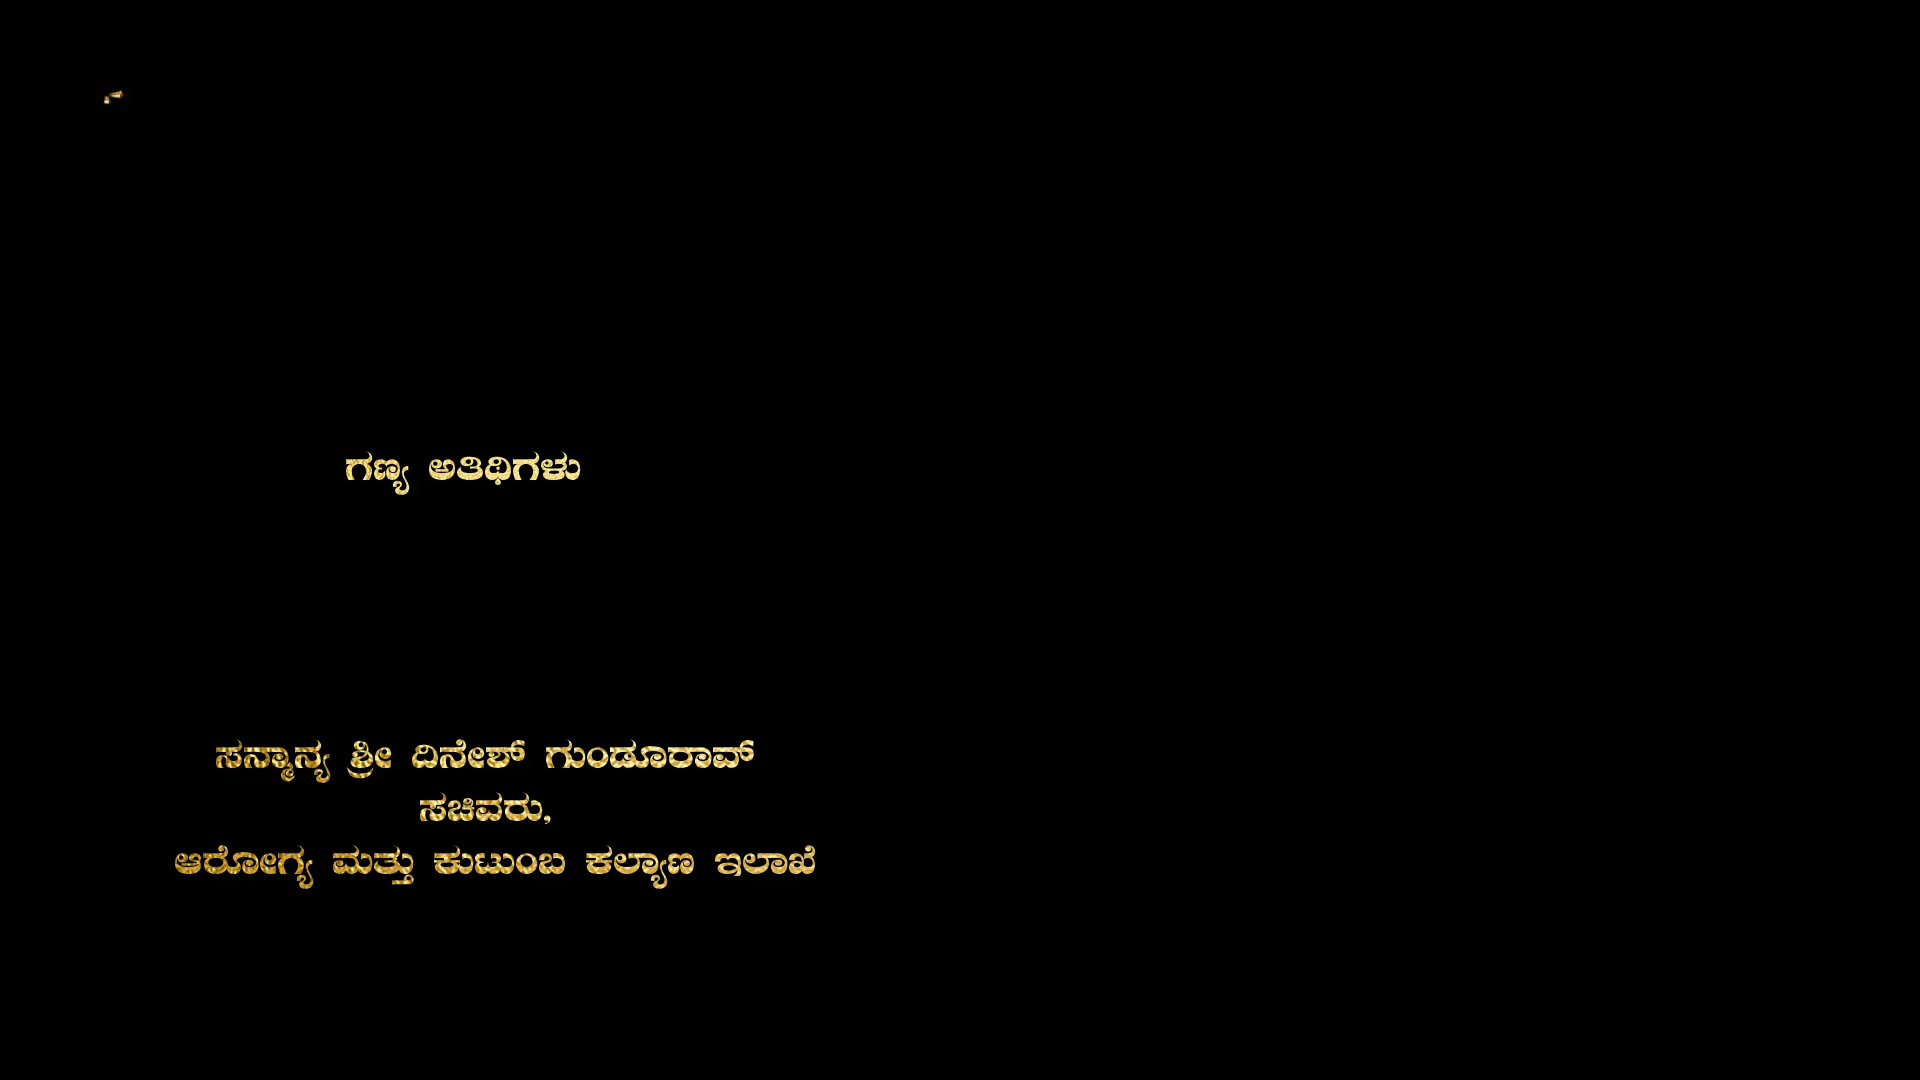 ಗಣ್ಯ ಅತಿಥಿಗಳು
ಸನ್ಮಾನ್ಯ ಶ್ರೀ ದಿನೇಶ್ ಗುಂಡೂರಾವ್
ಸಚಿವರು,
ಆರೋಗ್ಯ ಮತ್ತು ಕುಟುಂಬ ಕಲ್ಯಾಣ ಇಲಾಖೆ